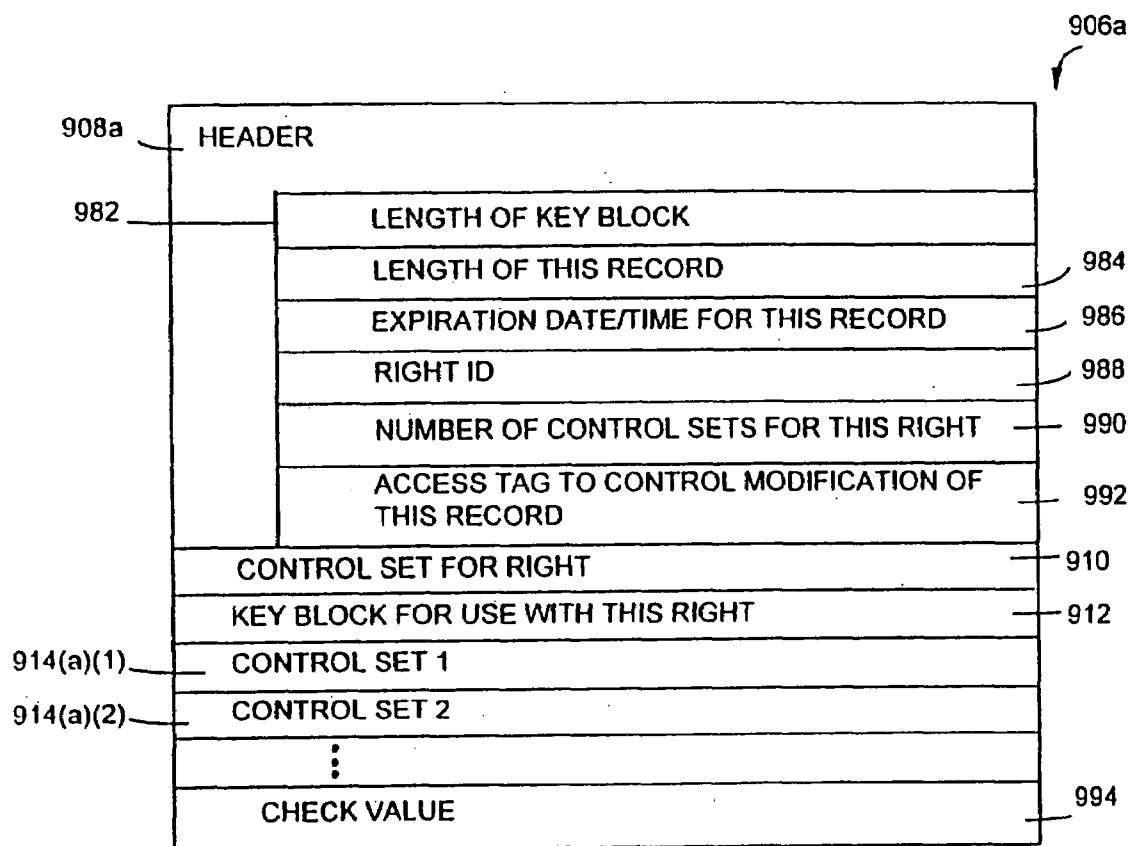 906a
908a
HEADER
982
LENGTH OF KEY BLOCK
LENGTH OF THIS RECORD
984
EXPIRATION DATE/TIME FOR THIS RECORD
986
RIGHT ID
988
NUMBER OF CONTROL SETS FOR THIS RIGHT
990
ACCESS TAG TO CONTROL MODIFICATION OF
THIS RECORD
992
CONTROL SET FOR RIGHT
910
KEY BLOCK FOR USE WITH THIS RIGHT
912
914(a)(1)
CONTROL SET 1
914(a)(2)
CONTROL SET 2
CHECK VALUE
994